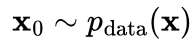 x₀ ∼ p_data(x)